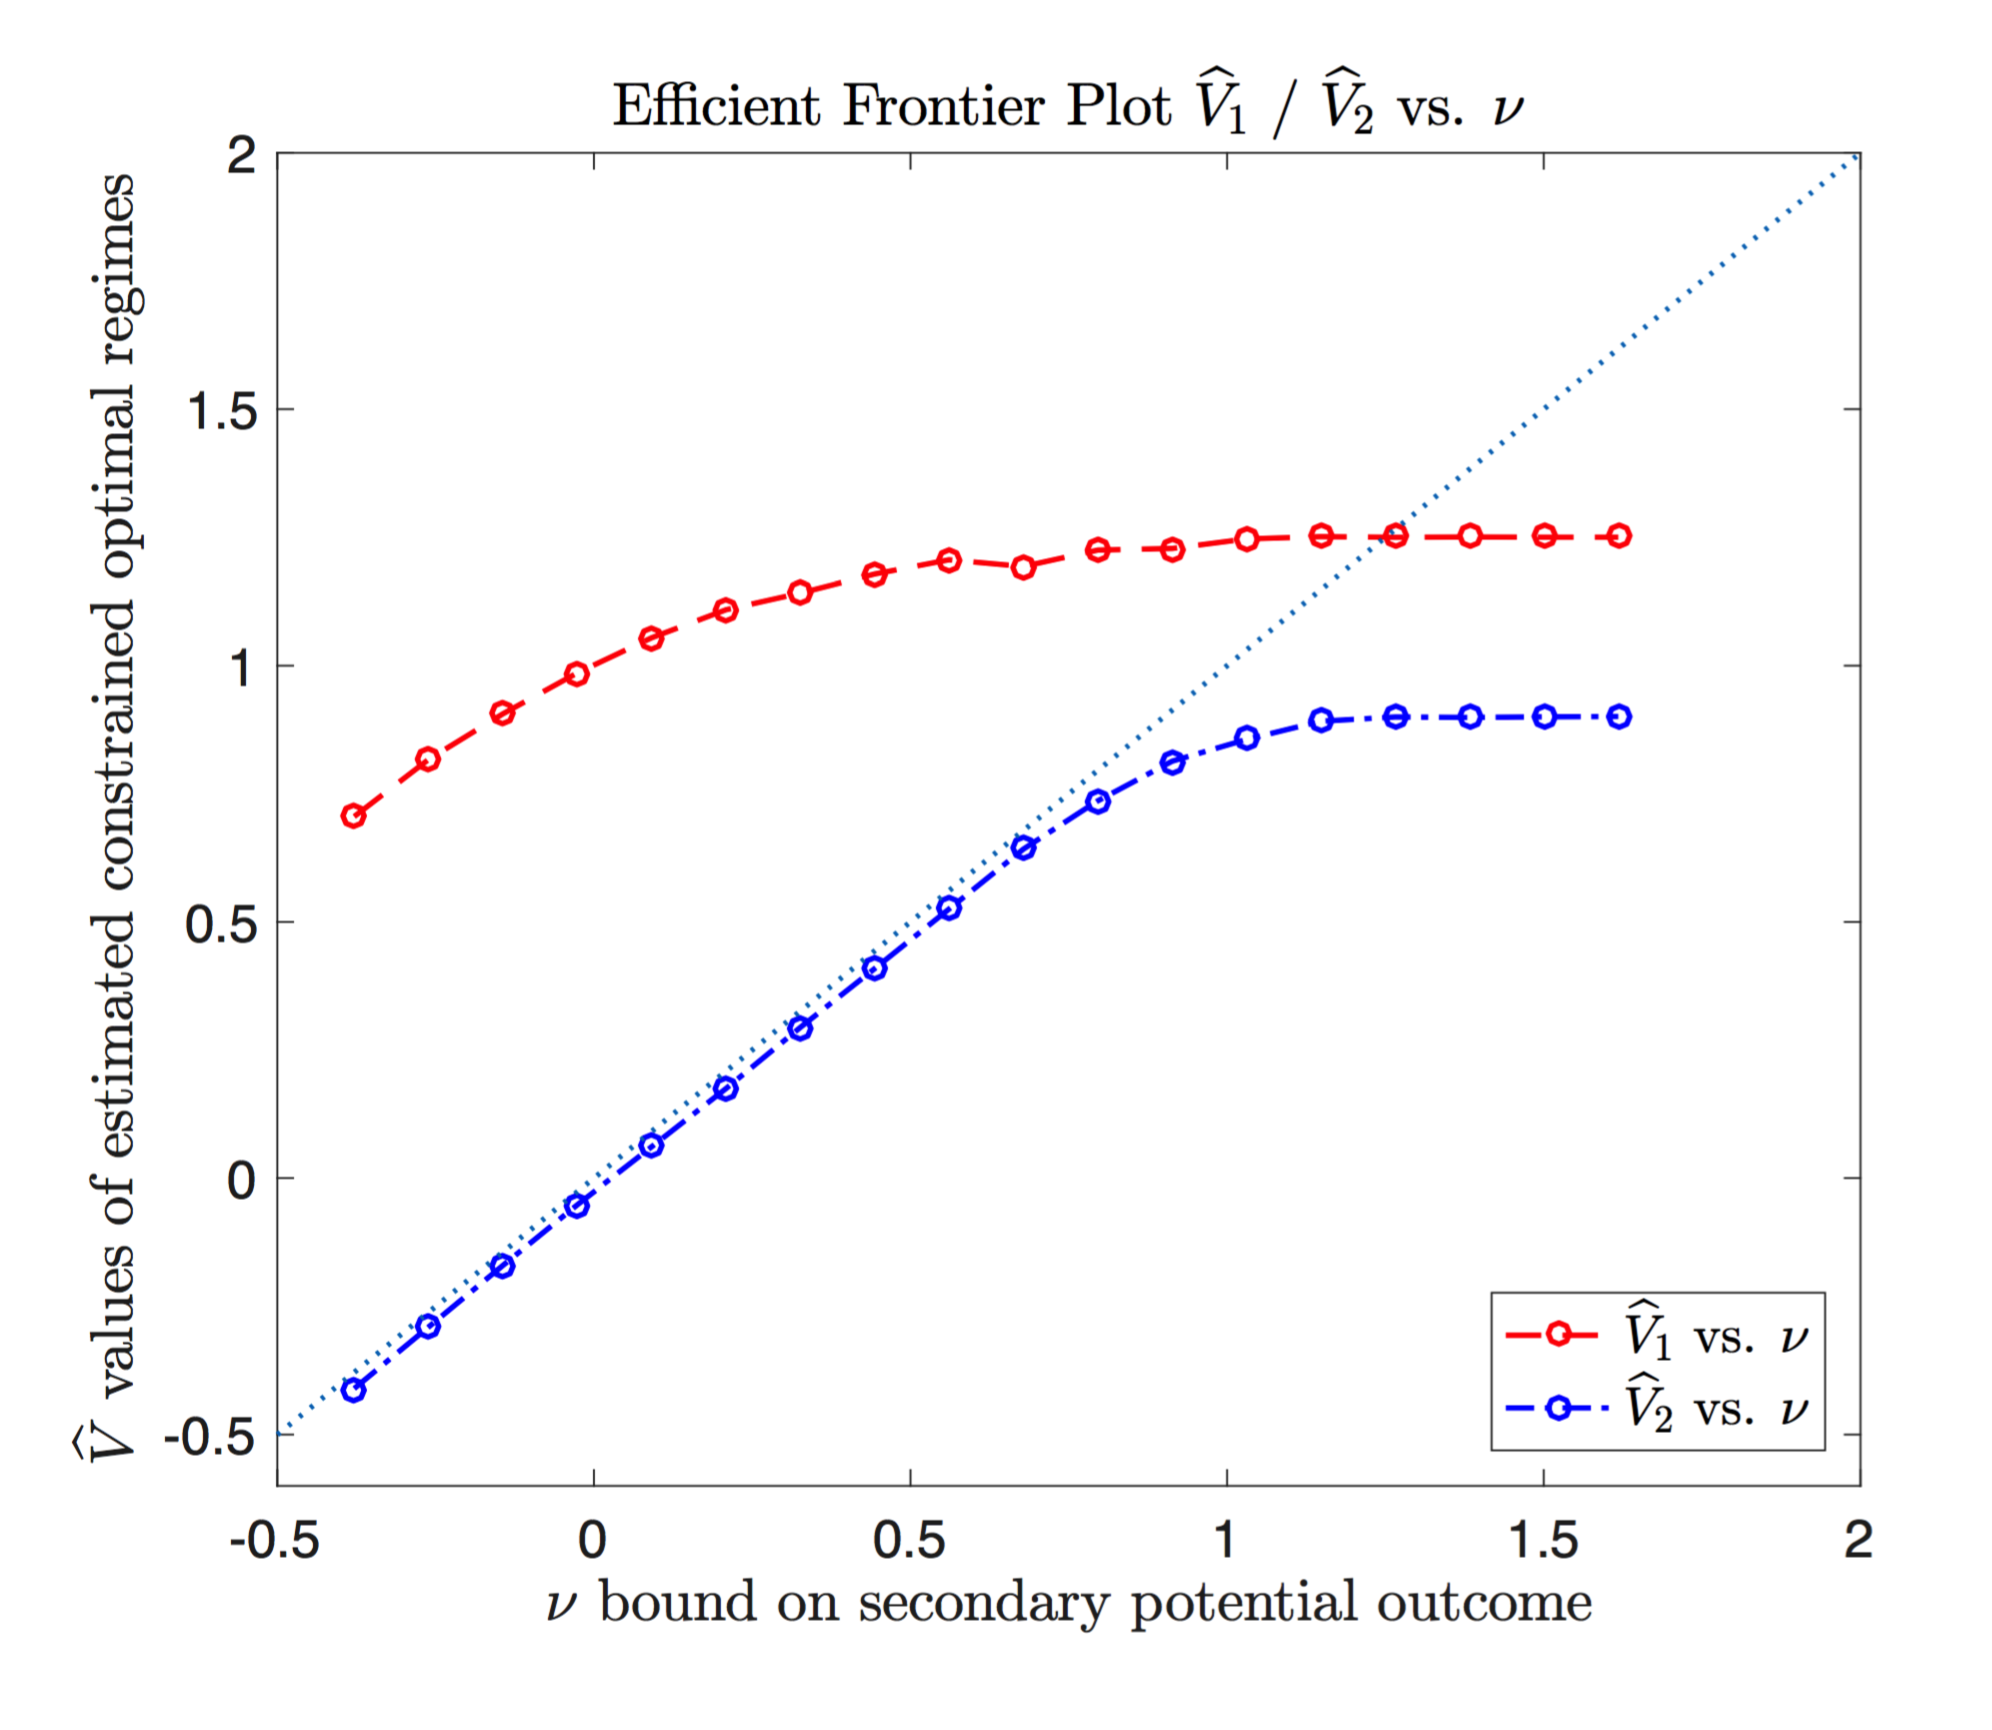 Efficient Frontier Plot V̂₁ / V̂₂ vs. ν
V̂ values of estimated constrained optimal regimes
2
1.5
1
0.5
0
-0.5
-0.5 0 0.5 1 1.5 2
ν bound on secondary potential outcome
V̂₁ vs. ν
V̂₂ vs. ν